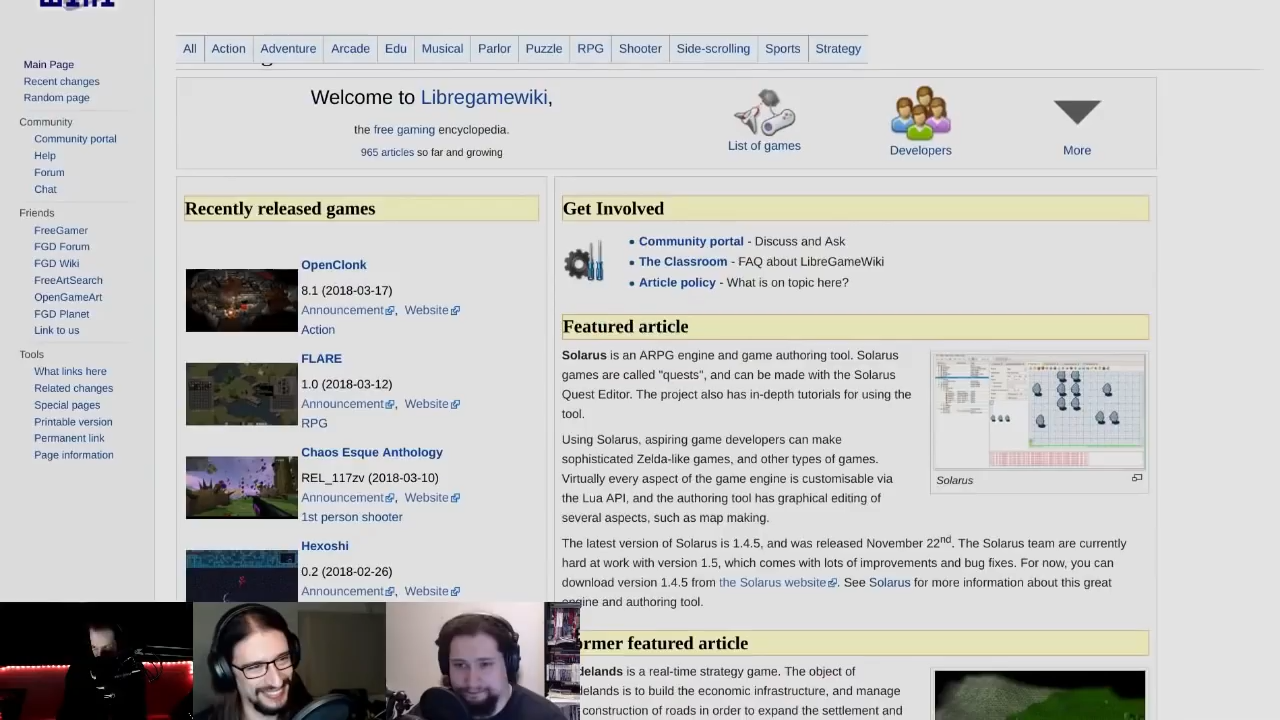 All Action Adventure Arcade Edu Musical Parlor Puzzle RPG Shooter Side-scrolling Sports Strategy
Main Page
Recent changes
Random page
Community
Community portal
Help
Forum
Chat
Friends
FreeGamer
FGD Forum
FGD Wiki
FreeArtSearch
OpenGameArt
FGD Planet
Link to us
Tools
What links here
Related changes
Special pages
Printable version
Permanent link
Page information
Welcome to Libregamewiki,
the free gaming encyclopedia.
965 articles so far and growing
List of games
Developers
More
Recently released games
OpenClonk
8.1 (2018-03-17)
Announcement, Website
Action
FLARE
1.0 (2018-03-12)
Announcement, Website
RPG
Chaos Esque Anthology
REL_117zv (2018-03-10)
Announcement, Website
1st person shooter
Hexoshi
0.2 (2018-02-26)
Announcement, Website
Get Involved
• Community portal - Discuss and Ask
• The Classroom - FAQ about LibreGameWiki
• Article policy - What is on topic here?
Featured article
Solarus is an ARPG engine and game authoring tool. Solarus
games are called "quests", and can be made with the Solarus
Quest Editor. The project also has in-depth tutorials for using the
tool.
Using Solarus, aspiring game developers can make
sophisticated Zelda-like games, and other types of games.
Virtually every aspect of the game engine is customisable via
the Lua API, and the authoring tool has graphical editing of
several aspects, such as map making.
Solarus
The latest version of Solarus is 1.4.5, and was released November 22nd. The Solarus team are currently
hard at work with version 1.5, which comes with lots of improvements and bug fixes. For now, you can
download version 1.4.5 from the Solarus website. See Solarus for more information about this great
engine and authoring tool.
ormer featured article
delands is a real-time strategy game. The object of
delands is to build the economic infrastructure, and manage
construction of roads in order to expand the settlement and